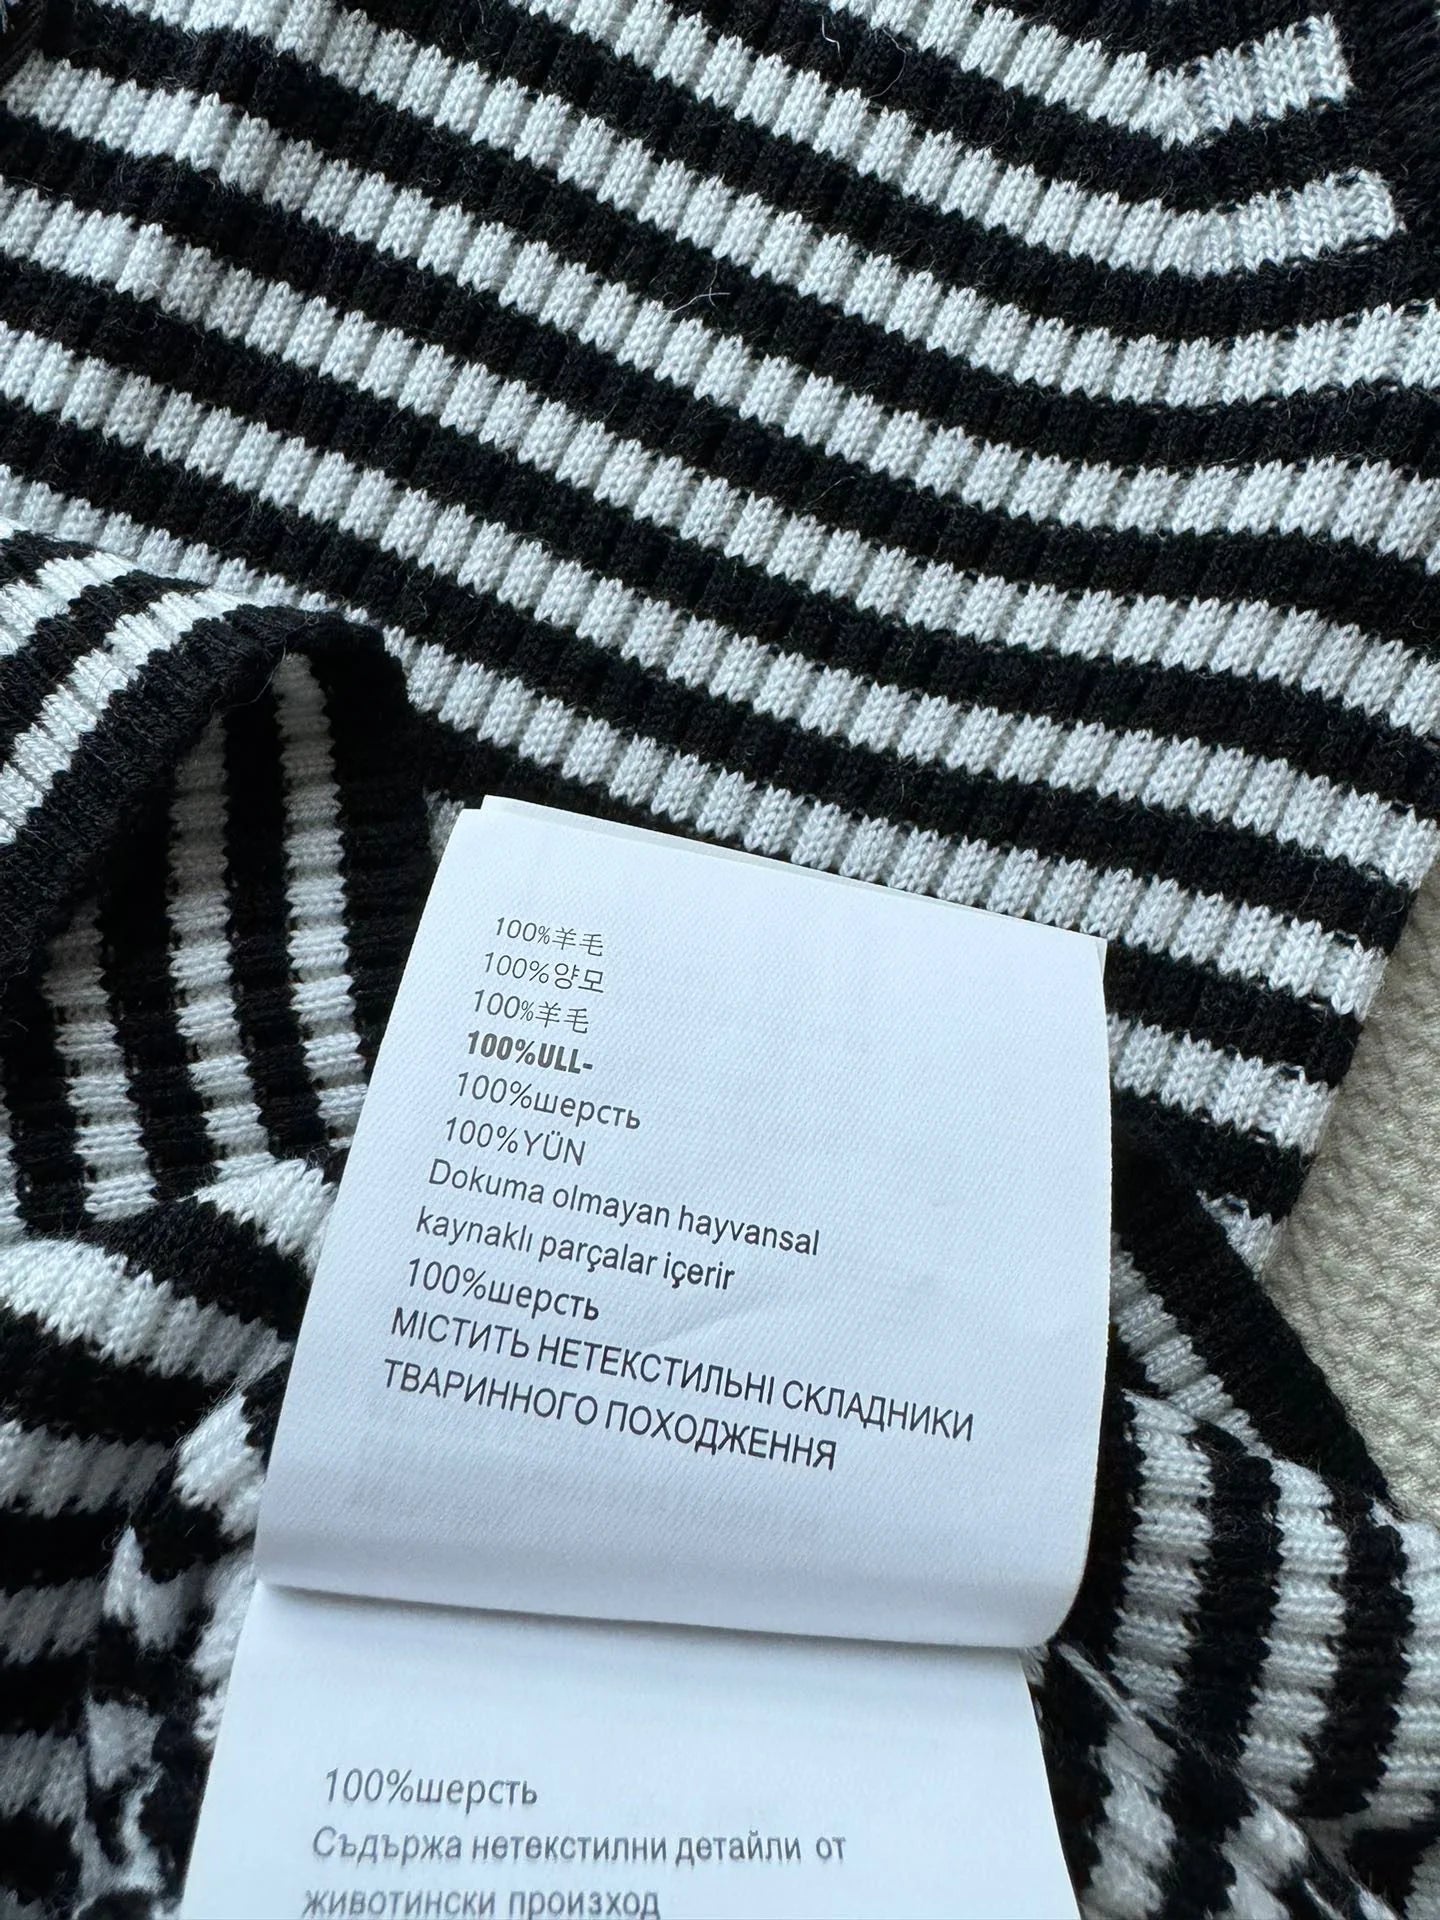 100%羊毛
100%양모
100%羊毛
100%ULL-
100%шерсть
100%YÜN
Dokuma olmayan hayvansal
kaynaklı parçalar içerir
100%шерсть
МІСТИТЬ НЕТЕКСТИЛЬНІ СКЛАДНИКИ
ТВАРИННОГО ПОХОДЖЕННЯ
100%шерсть
Съдържа нетекстилни детайли от
животински произход